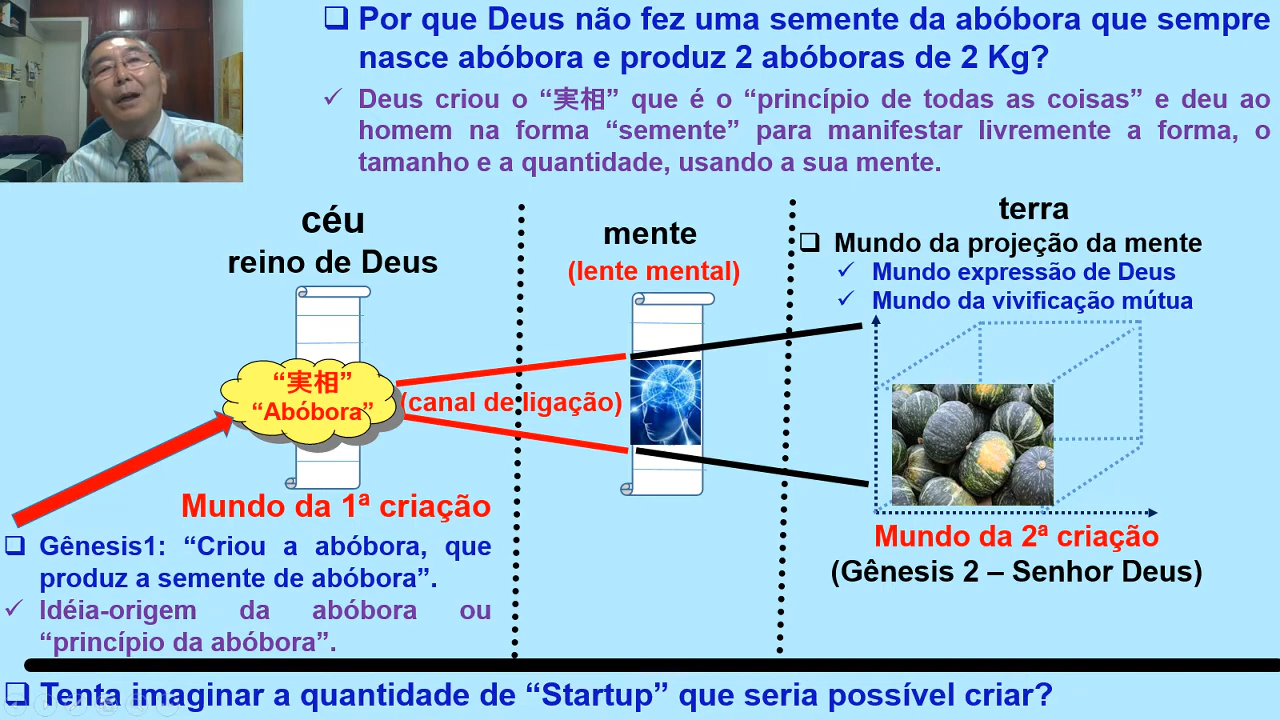 Por que Deus não fez uma semente da abóbora que sempre
nasce abóbora e produz 2 abóboras de 2 Kg?
Deus criou o “実相” que é o “princípio de todas as coisas” e deu ao
homem na forma “semente” para manifestar livremente a forma, o
tamanho e a quantidade, usando a sua mente.
céu
reino de Deus
“実相”
“Abóbora”
(canal de ligação)
Mundo da 1ª criação
Gênesis1: “Criou a abóbora, que
produz a semente de abóbora”.
Idéia-origem da abóbora ou
“princípio da abóbora”.
mente
(lente mental)
terra
Mundo da projeção da mente
Mundo expressão de Deus
Mundo da vivificação mútua
Mundo da 2ª criação
(Gênesis 2 – Senhor Deus)
Tenta imaginar a quantidade de “Startup” que seria possível criar?